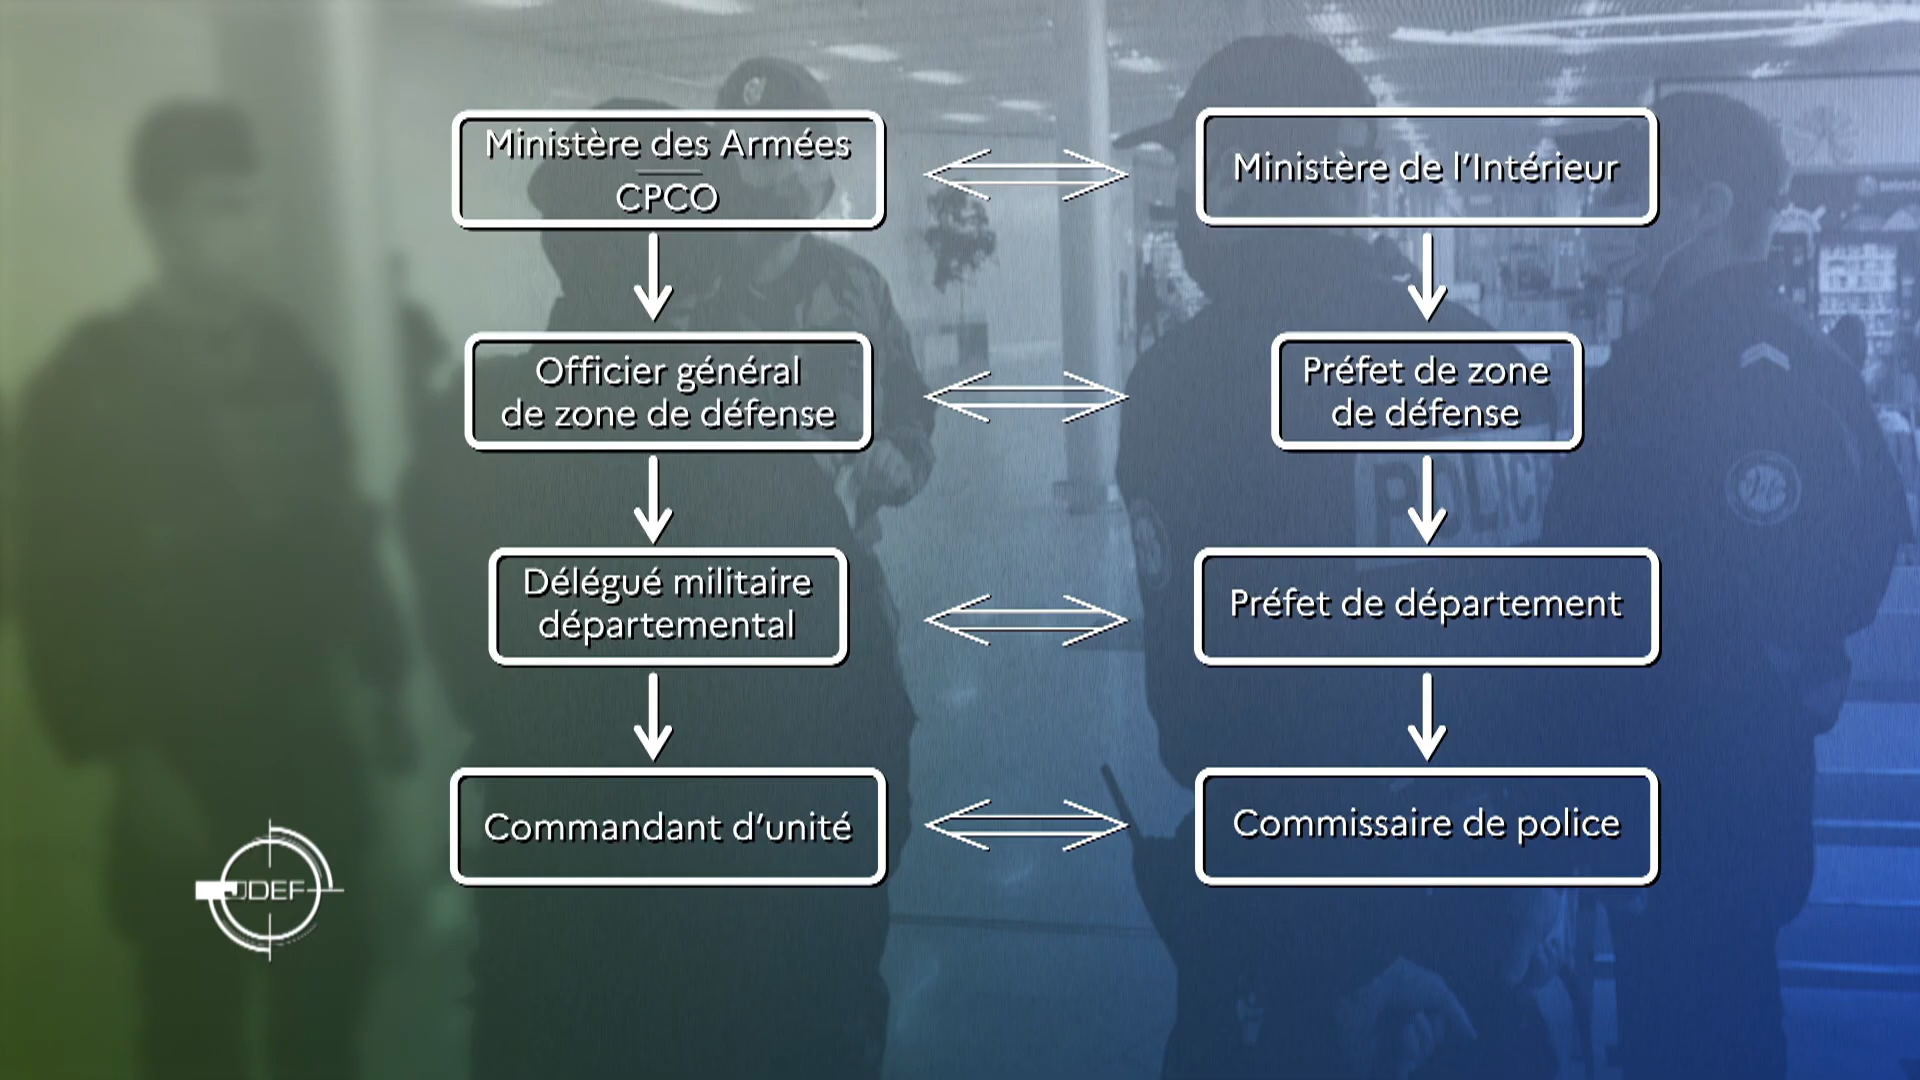 Ministère des Armées
CPCO
Ministère de l'Intérieur
Officier général
de zone de défense
Préfet de zone
de défense
POLICE
Délégué militaire
départemental
Préfet de département
Commandant d'unité
Commissaire de police
JDEF